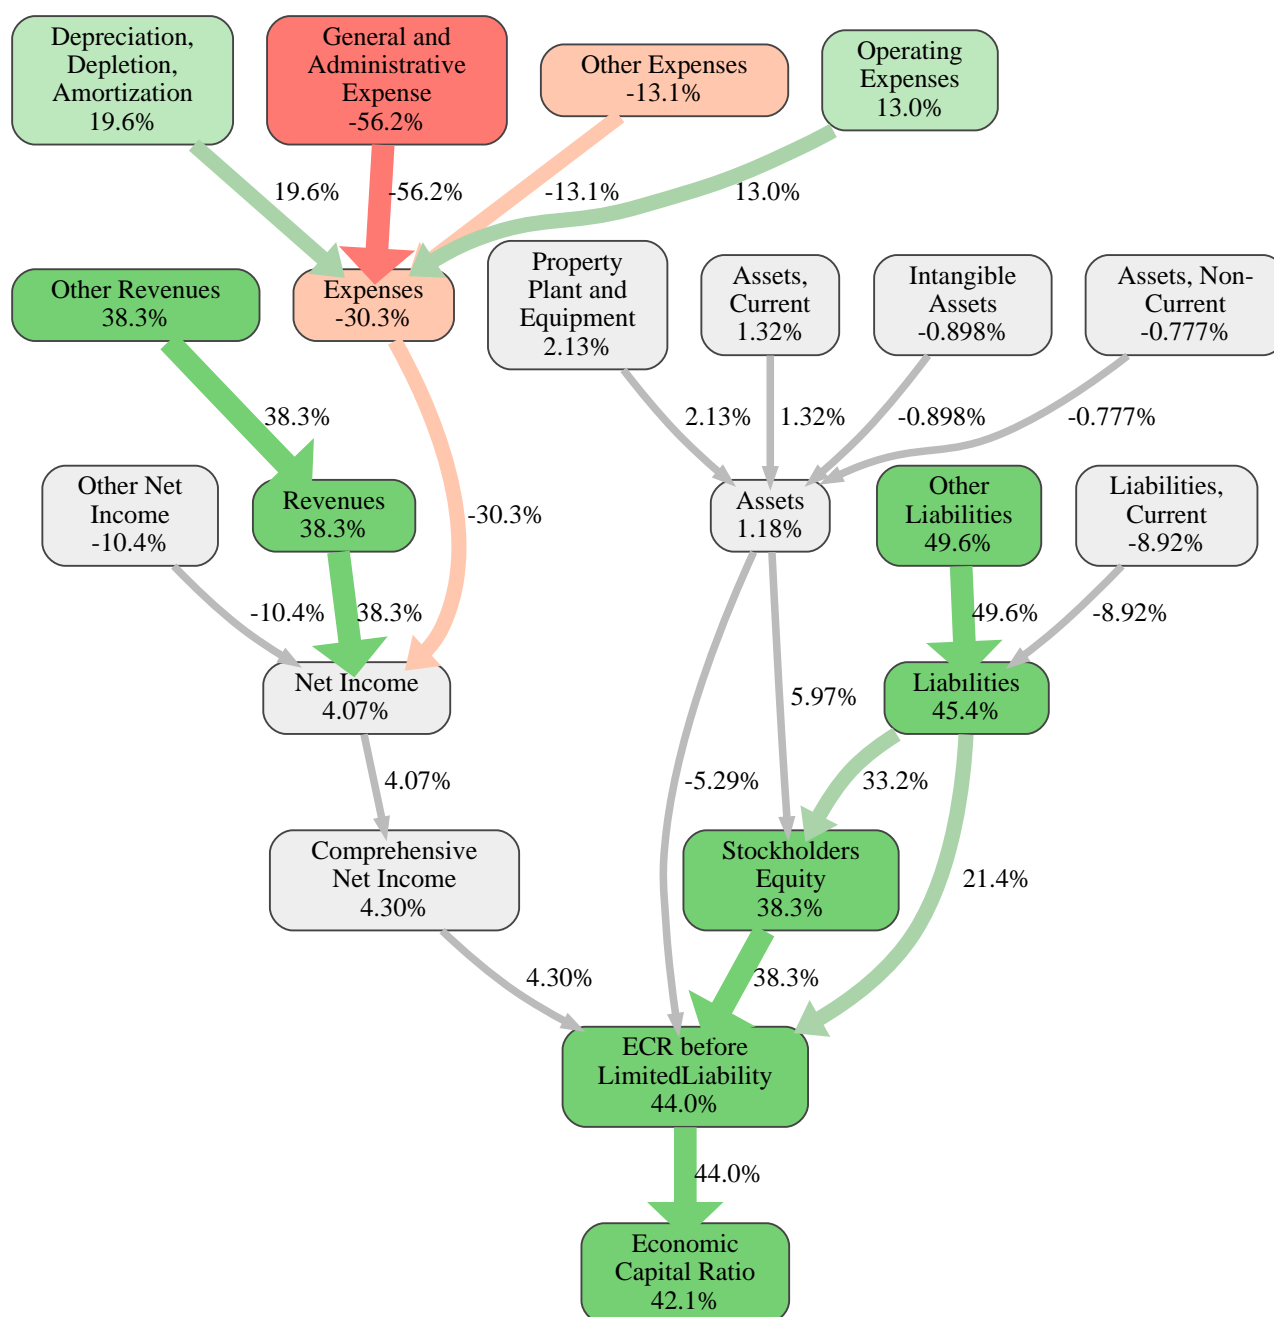 Depreciation,
Depletion,
Amortization
19.6%
General and
Administrative
Expense
-56.2%
Other Expenses
-13.1%
Operating
Expenses
13.0%
19.6%
-56.2%
-13.1%
13.0%
Other Revenues
38.3%
Expenses
-30.3%
Property
Plant and
Equipment
2.13%
Assets,
Current
1.32%
Intangible
Assets
-0.898%
Assets, Non-
Current
-0.777%
38.3%
2.13%
1.32%
-0.898%
-0.777%
Other Net
Income
-10.4%
Revenues
38.3%
-30.3%
Assets
1.18%
Other
Liabilities
49.6%
Liabilities,
Current
-8.92%
-10.4%
38.3%
49.6%
-8.92%
Net Income
4.07%
5.97%
Liabilities
45.4%
4.07%
-5.29%
33.2%
Comprehensive
Net Income
4.30%
Stockholders
Equity
38.3%
21.4%
4.30%
38.3%
ECR before
LimitedLiability
44.0%
44.0%
Economic
Capital Ratio
42.1%